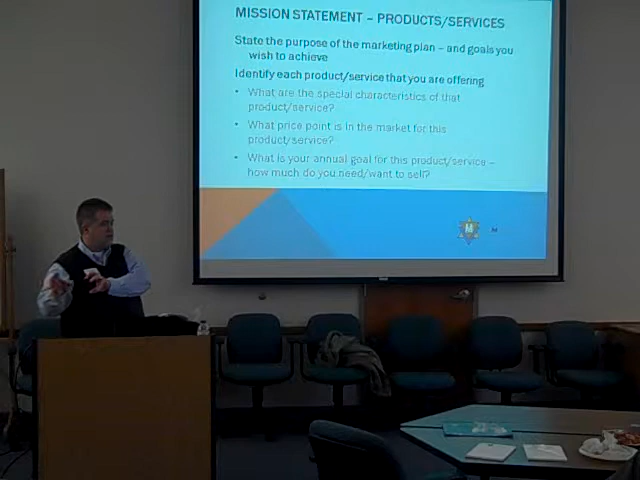 MISSION STATEMENT – PRODUCTS/SERVICES
State the purpose of the marketing plan – and goals you
wish to achieve
Identify each product/service that you are offering
• What are the special characteristics of that
product/service?
• What price point is in the market for this
product/service?
• What is your annual goal for this product/service –
how much do you need/want to sell?
M
M